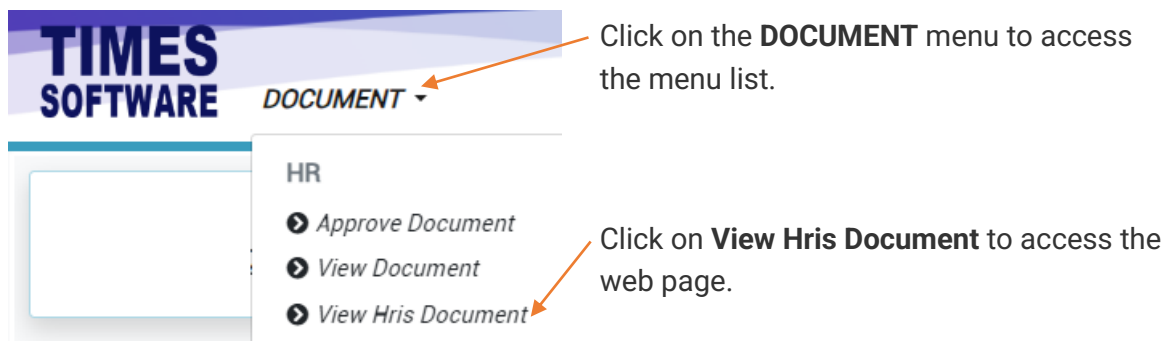 TIMES
SOFTWARE
DOCUMENT
Click on the DOCUMENT menu to access
the menu list.
HR
Approve Document
View Document
View Hris Document
Click on View Hris Document to access the
web page.